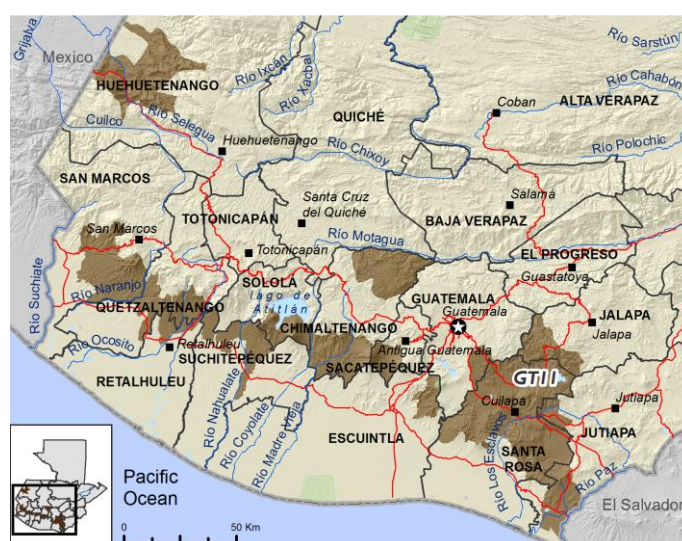 Grijalva
Mexico
HUEHUETENANGO
Río Ixcán
Río Xacbal
Río Sarstún
Río Cahabón
Coban
ALTA VERAPAZ
Río Selegua
Cuilco
QUICHÉ
Huehuetenango
Río Polochic
Río Chixoy
SAN MARCOS
TOTONICAPÁN
Santa Cruz
del Quiché
Salamá
BAJA VERAPAZ
San Marcos
Totonicapán
Río Motagua
EL PROGRESO
Guastatoya
Río Suchiate
Río Naranjo
SOLOLÁ
lago de
Atitlán
GUATEMALA
Guatemala
QUETZALTENANGO
CHIMALTENANGO
JALAPA
Jalapa
Río Ocosito
Retalhuleu
SUCHITEPÉQUEZ
Antigua Guatemala
SACATEPÉQUEZ
GTII
RETALHULEU
Río Nahualate
Río Coyolate
Río Madre Vieja
Cuilapa
Jutiapa
ESCUINTLA
Río Los Esclavos
SANTA
ROSA
JUTIAPA
Río Paz
Pacific
Ocean
El Salvador
0 50 Km